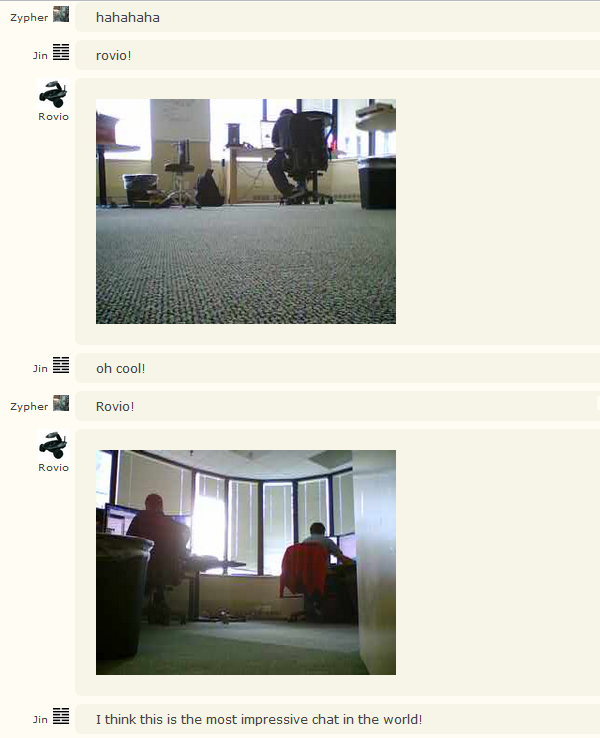 Zypher hahahaha
Jin rovio!
Rovio
Jin oh cool!
Zypher Rovio!
Rovio
Jin I think this is the most impressive chat in the world!